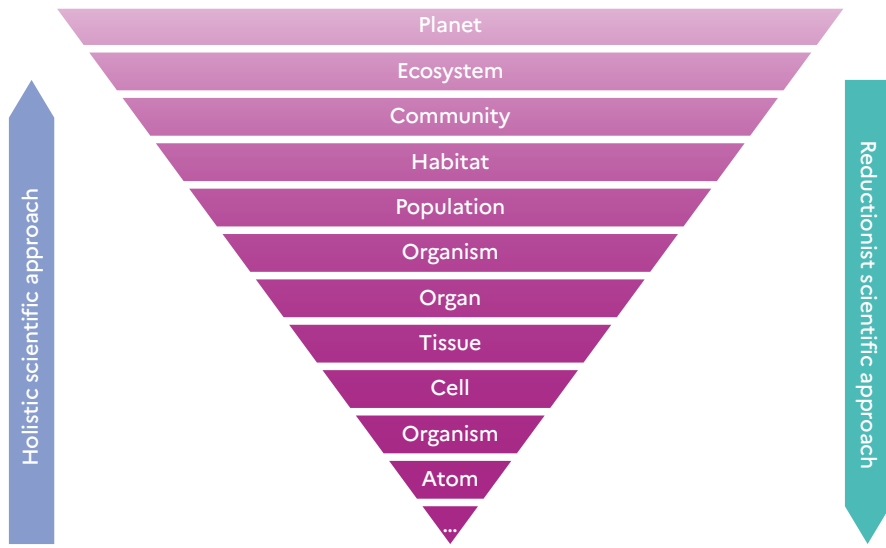 Planet
Ecosystem
Community
Habitat
Population
Organism
Organ
Tissue
Cell
Organism
Atom
...
Holistic scientific approach
Reductionist scientific approach